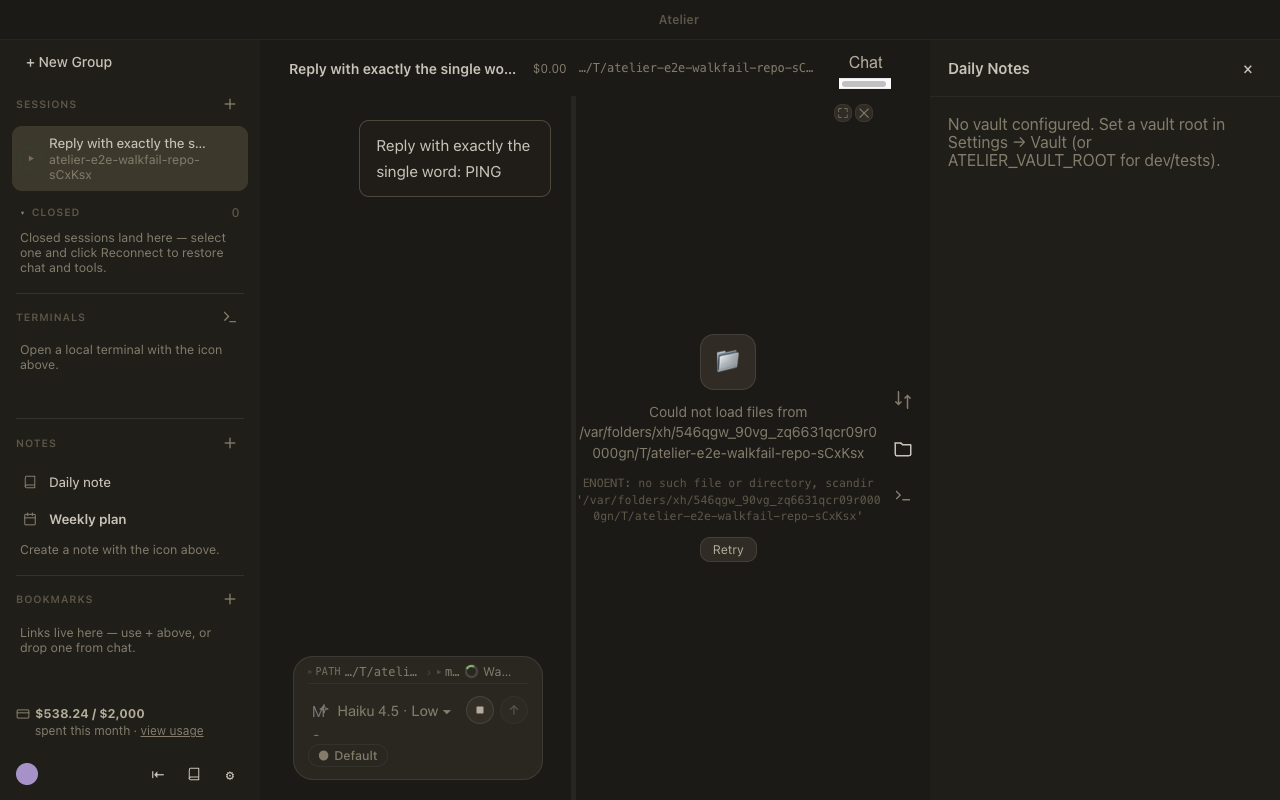 Atelier
+ New Group
SESSIONS
Reply with exactly the s...
atelier-e2e-walkfail-repo-
sCxKsx
CLOSED
0
Closed sessions land here — select
one and click Reconnect to restore
chat and tools.
TERMINALS
Open a local terminal with the icon
above.
NOTES
Daily note
Weekly plan
Create a note with the icon above.
BOOKMARKS
Links live here — use + above, or
drop one from chat.
$538.24 / $2,000
spent this month · view usage
Reply with exactly the single wo...
$0.00
…/T/atelier-e2e-walkfail-repo-sC…
Chat
Reply with exactly the
single word: PING
Could not load files from
/var/folders/xh/546qgw_90vg_zq6631qcr09r0
000gn/T/atelier-e2e-walkfail-repo-sCxKsx
ENOENT: no such file or directory, scandir
'/var/folders/xh/546qgw_90vg_zq6631qcr09r000
0gn/T/atelier-e2e-walkfail-repo-sCxKsx'
Retry
PATH …/T/ateli… › m… Wa...
Haiku 4.5 · Low
Default
Daily Notes
No vault configured. Set a vault root in
Settings → Vault (or
ATELIER_VAULT_ROOT for dev/tests).